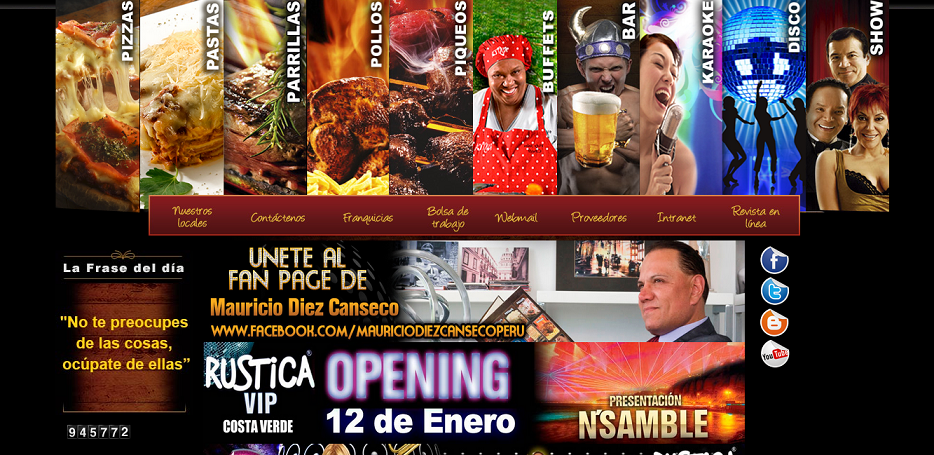 PIZZAS
PASTAS
PARRILLAS
POLLOS
PIQUEOS
BUFFETS
BAR
KARAOKE
DISCO
SHOW
Nuestros
locales
Contáctenos
Franquicias
Bolsa de
trabajo
Webmail
Proveedores
Intranet
Revista en
línea
La Frase del día
"No te preocupes
de las cosas,
ocúpate de ellas”
945772
UNETE AL
FAN PAGE DE
Mauricio Diez Canseco
WWW.FACEBOOK.COM/MAURICIODIEZCANSECOPERU
RUSTICA®
VIP
COSTA VERDE
OPENING
12 de Enero
PRESENTACIÓN
N'SAMBLE
You Tube
RUSTICA